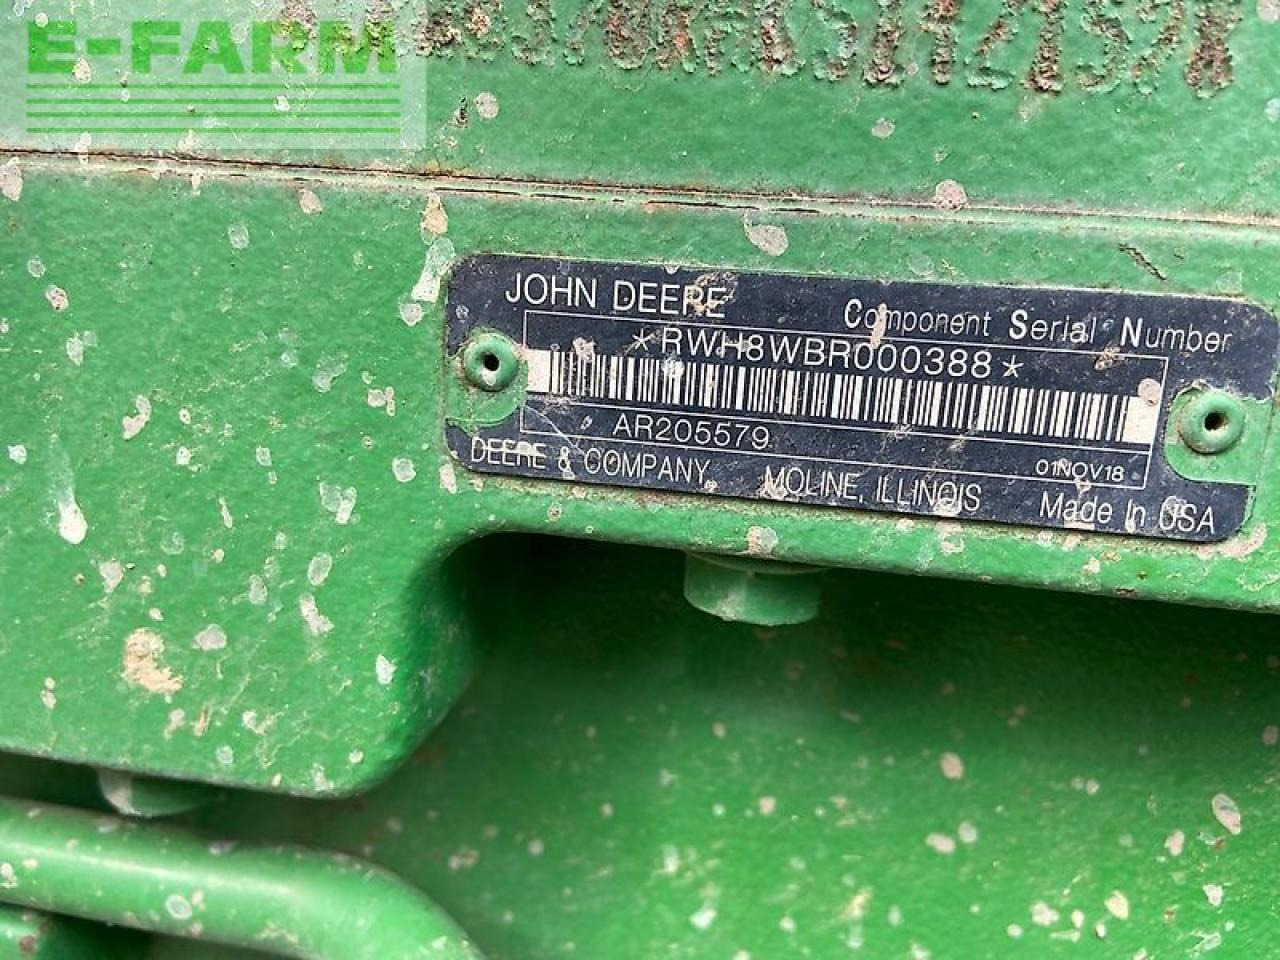 E-FARM
JOHN DEERE Component Serial Number
*RWH8WBR000388*
AR205579
01NOV18
DEERE & COMPANY, MOLINE, ILLINOIS Made In USA